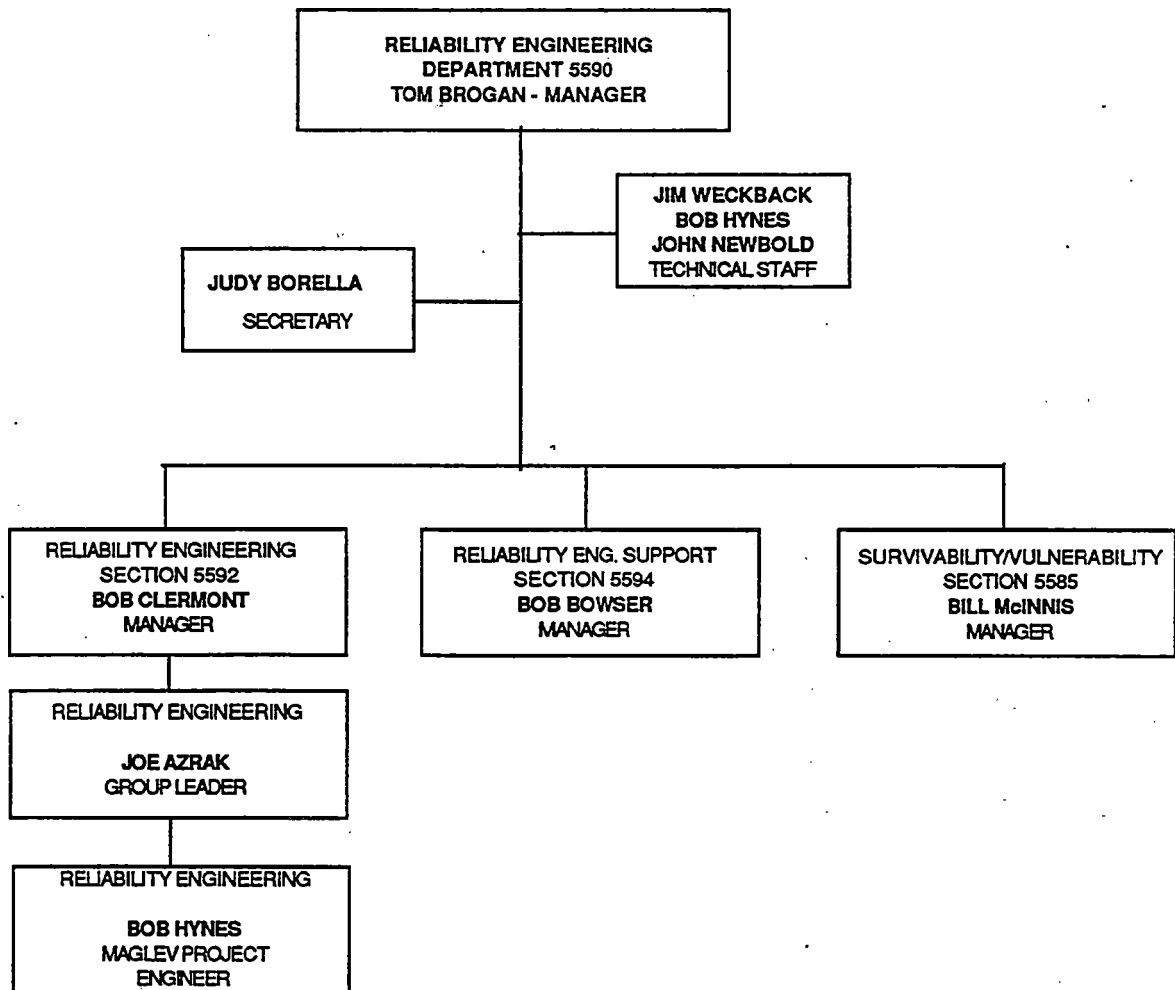 RELIABILITY ENGINEERING
DEPARTMENT 5590
TOM BROGAN - MANAGER
JIM WECKBACK
BOB HYNES
JOHN NEWBOLD
TECHNICAL STAFF
JUDY BORELLA
SECRETARY
RELIABILITY ENGINEERING
SECTION 5592
BOB CLERMONT
MANAGER
RELIABILITY ENG. SUPPORT
SECTION 5594
BOB BOWSER
MANAGER
SURVIVABILITY/VULNERABILITY
SECTION 5585
BILL McINNIS
MANAGER
RELIABILITY ENGINEERING
JOE AZRAK
GROUP LEADER
RELIABILITY ENGINEERING
BOB HYNES
MAGLEV PROJECT
ENGINEER